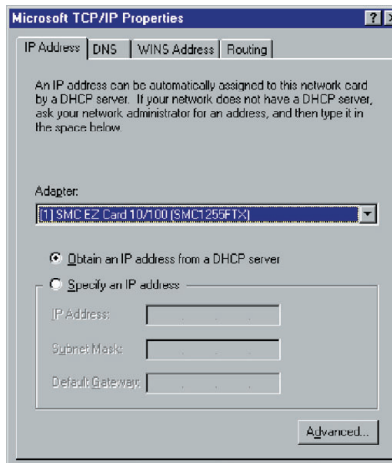 Microsoft TCP/IP Properties
IP Address DNS WINS Address Routing
An IP address can be automatically assigned to this network card
by a DHCP server. If your network does not have a DHCP server,
ask your network administrator for an address, and then type it in
the space below.
Adapter:
[1] SMC EZ Card 10/100 (SMC1255FTX)
Obtain an IP address from a DHCP server
Specify an IP address
IP Address:
Subnet Mask:
Default Gateway:
Advanced...